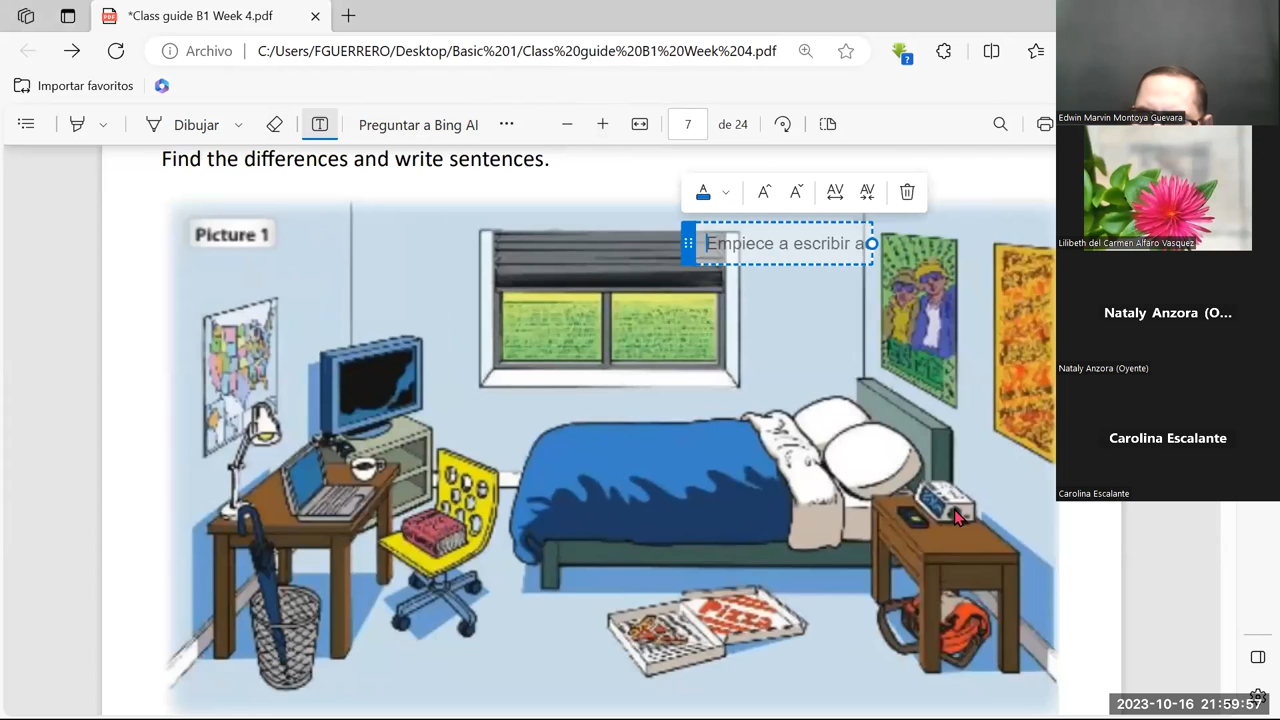 *Class guide B1 Week 4.pdf
Archivo
C:/Users/FGUERRERO/Desktop/Basic%201/Class%20guide%20B1%20Week%204.pdf
Importar favoritos
Dibujar
Preguntar a Bing AI
7
de 24
Find the differences and write sentences.
Picture 1
Empiece a escribir a
Pizza
Edwin Marvin Montoya Guevara
Lilibeth del Carmen Alfaro Vasquez
Nataly Anzora (O...
Nataly Anzora (Oyente)
Carolina Escalante
Carolina Escalante
2023-10-16 21:59:57